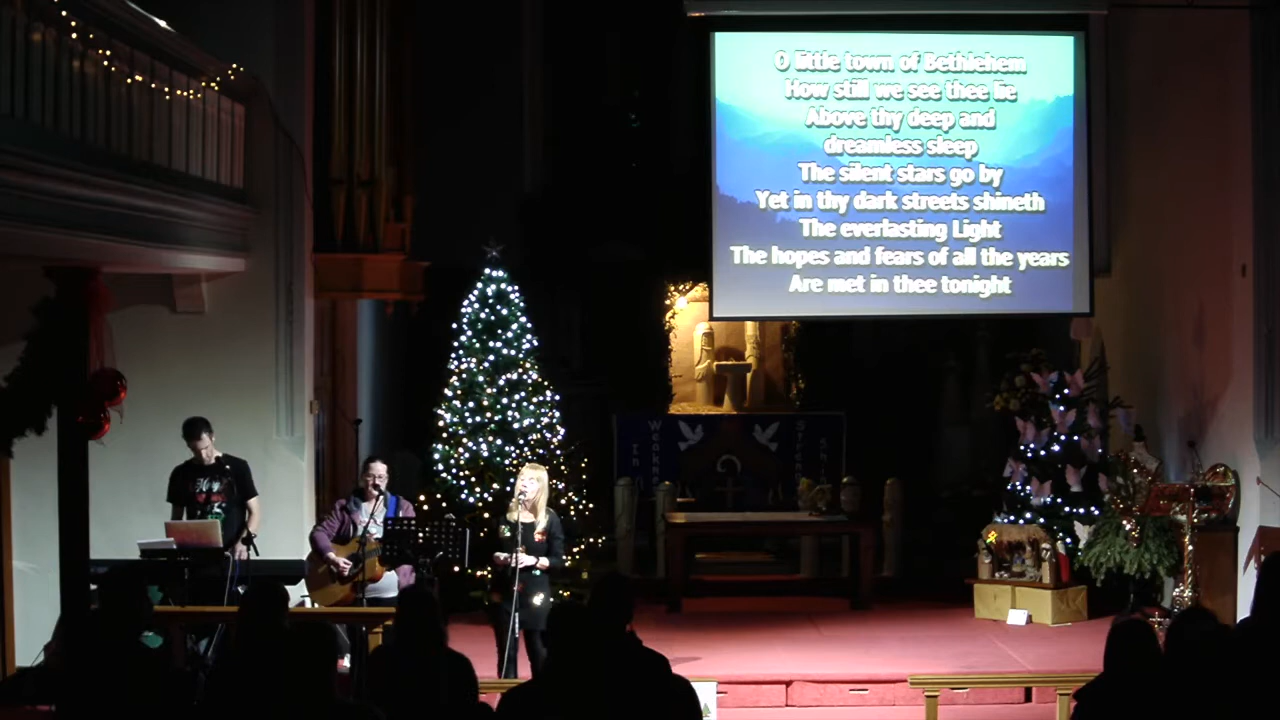 O little town of Bethlehem
How still we see thee lie
Above thy deep and
dreamless sleep
The silent stars go by
Yet in thy dark streets shineth
The everlasting Light
The hopes and fears of all the years
Are met in thee tonight
In